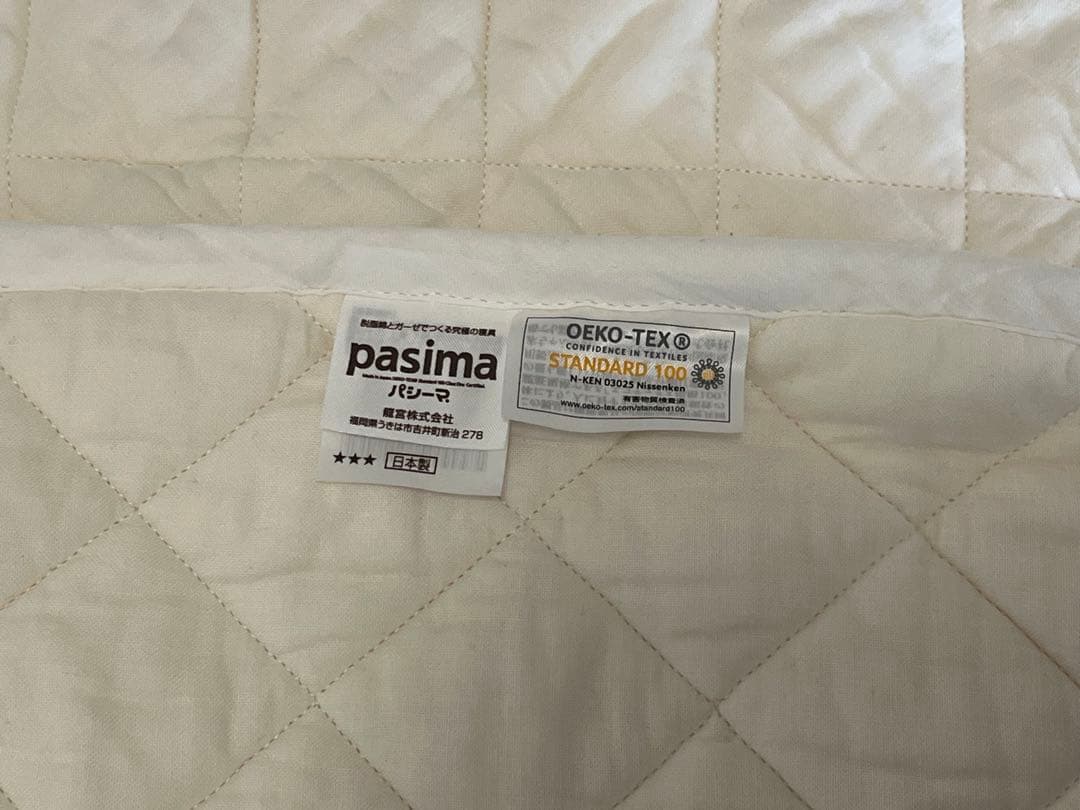 脱脂綿とガーゼでつくる究極の寝具
pasima
パシーマ®
龍宮株式会社
福岡県うきは市吉井町新治 278
★★★ 日本製
OEKO-TEX®
CONFIDENCE IN TEXTILES
STANDARD 100
N-KEN 03025 Nissenken
有害物質検査済
www.oeko-tex.com/standard100